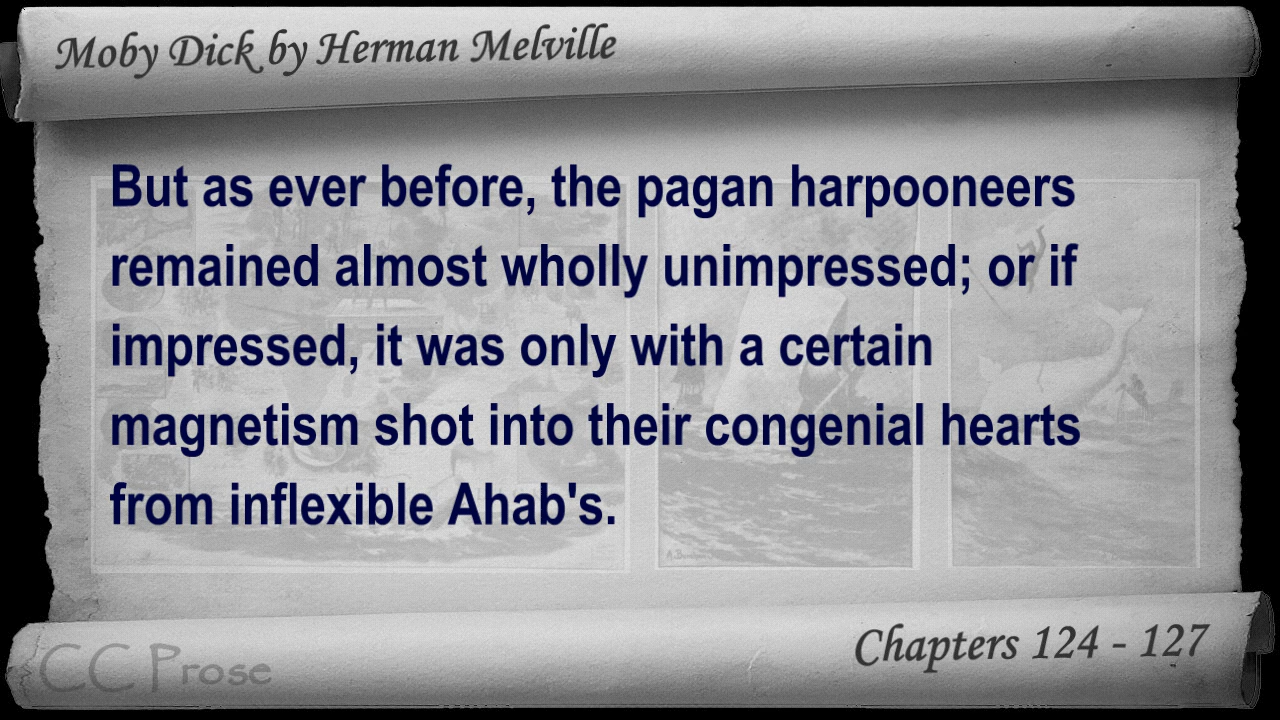 Moby Dick by Herman Melville
But as ever before, the pagan harpooneers
remained almost wholly unimpressed; or if
impressed, it was only with a certain
magnetism shot into their congenial hearts
from inflexible Ahab's.
Chapters 124 - 127
CC Prose